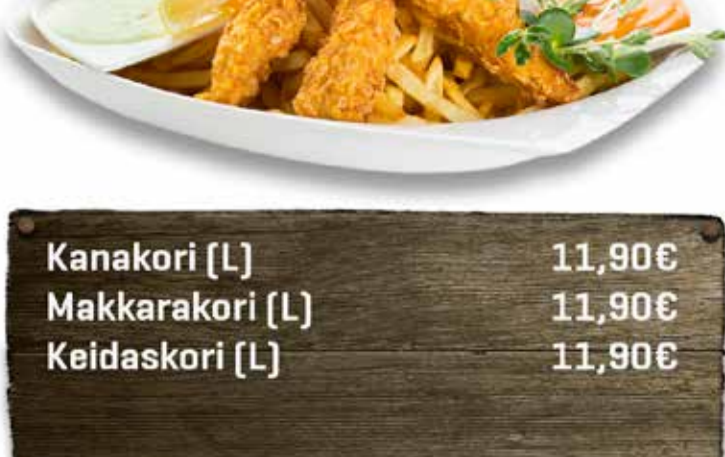 Kanakori (L) 11,90€
Makkarakori (L) 11,90€
Keidaskori (L) 11,90€